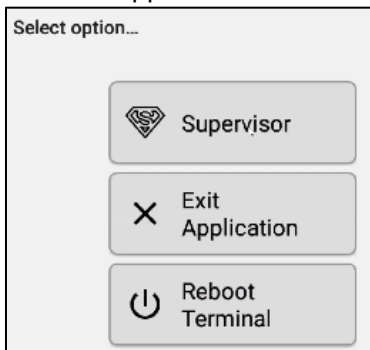 Select option...
Supervisor
Exit
Application
Reboot
Terminal